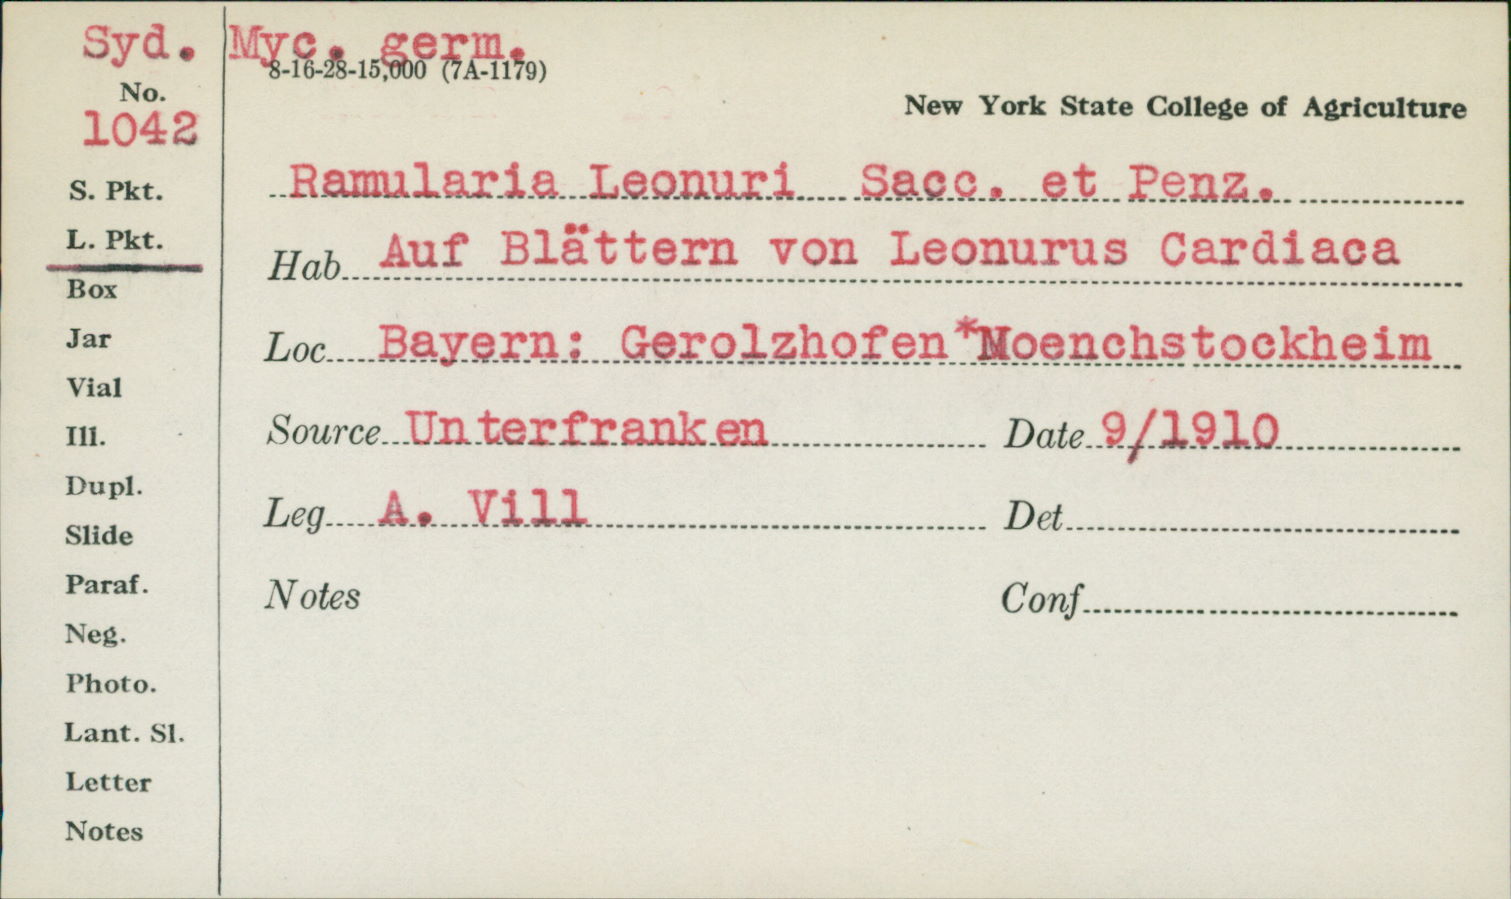 Syd. Myc. germ.
8-16-28-15,000 (7A-1179)
No.
1042
New York State College of Agriculture
S. Pkt.
Ramularia Leonuri Sacc. et Penz.
L. Pkt.
Hab. Auf Blättern von Leonurus Cardiaca
Box
Jar
Loc. Bayern: Gerolzhofen*Moenchstockheim
Vial
Ill.
Source Unterfranken Date 9/1910
Dupl.
Leg. A. Vill Det.
Slide
Paraf.
Notes Conf.
Neg.
Photo.
Lant. Sl.
Letter
Notes